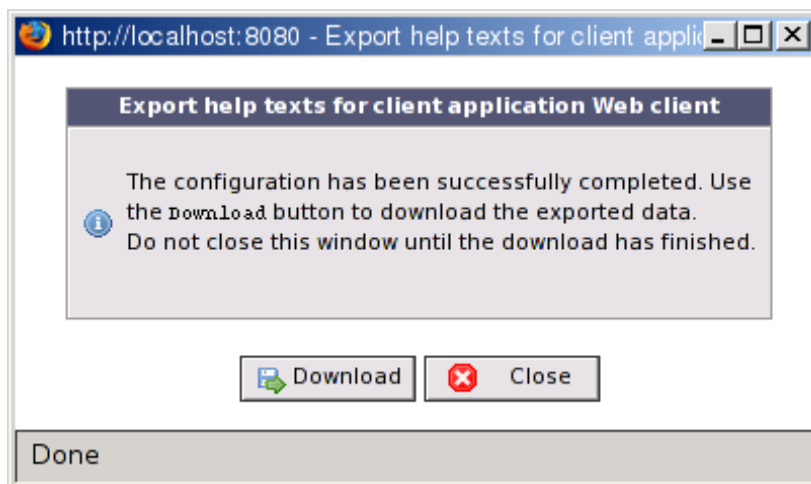 http://localhost:8080 - Export help texts for client applic
Export help texts for client application Web client
The configuration has been successfully completed. Use
the Download button to download the exported data.
Do not close this window until the download has finished.
Download
Close
Done